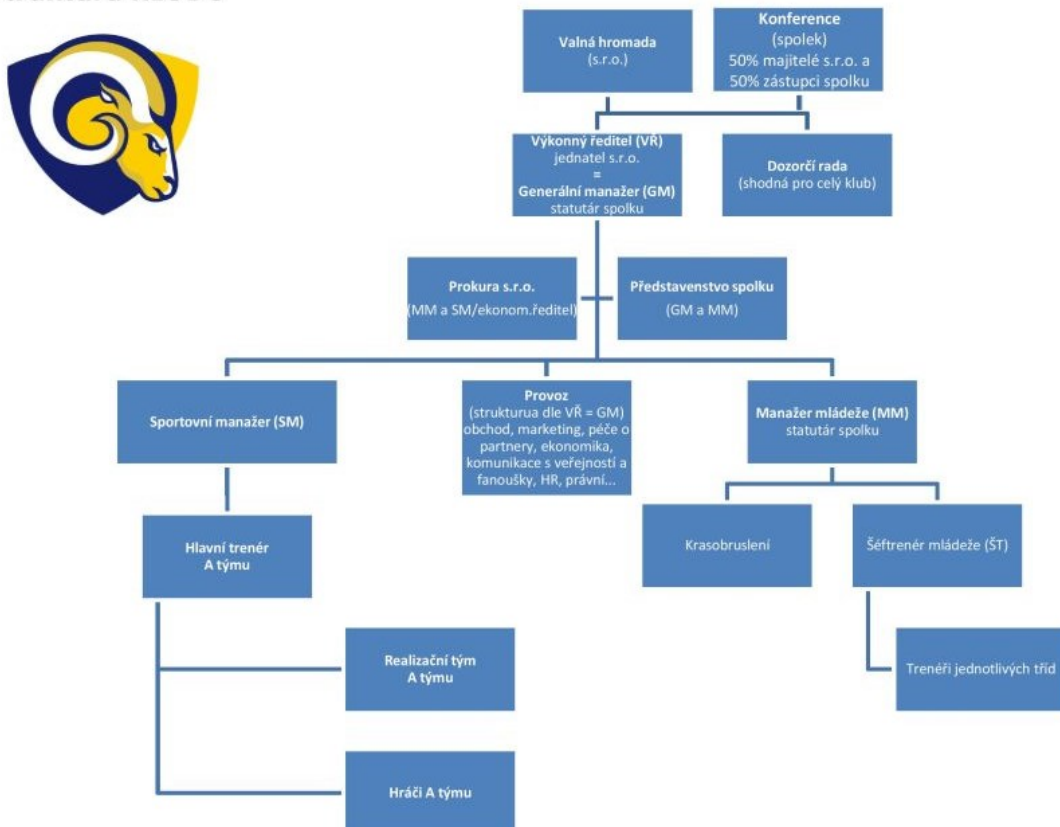 Valná hromada
(s.r.o.)
Konference
(spolek)
50% majitelé s.r.o. a
50% zástupci spolku
Výkonný ředitel (VŘ)
jednatel s.r.o.
=
Generální manažer (GM)
statutár spolku
Dozorčí rada
(shodná pro celý klub)
Prokura s.r.o.
(MM a SM/ekonom.ředitel)
Představenstvo spolku
(GM a MM)
Sportovní manažer (SM)
Provoz
(strukturua dle VŘ = GM)
obchod, marketing, péče o
partnery, ekonomika,
komunikace s veřejností a
fanoušky, HR, právní...
Manažer mládeže (MM)
statutár spolku
Hlavní trenér
A týmu
Krasobruslení
Šéftrenér mládeže (ŠT)
Realizační tým
A týmu
Trenéři jednotlivých tříd
Hráči A týmu